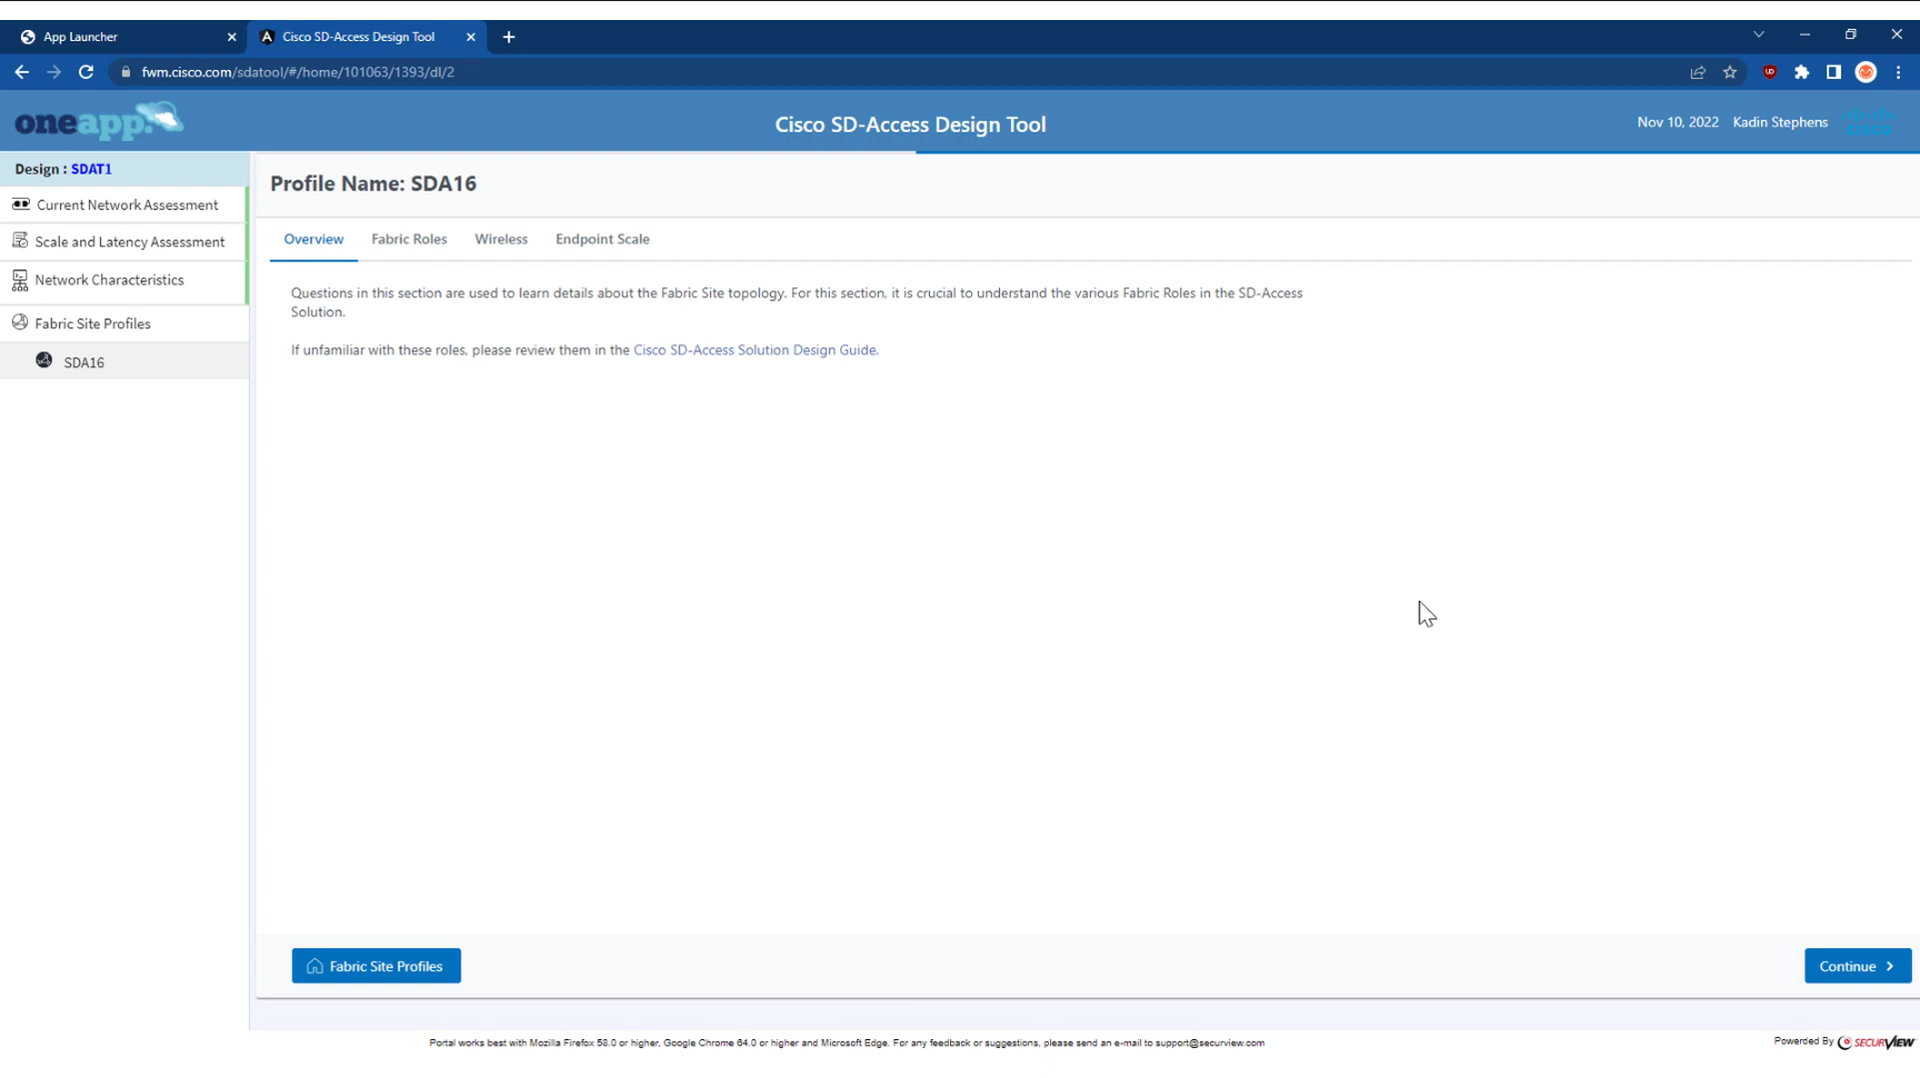 App Launcher
Cisco SD-Access Design Tool
fwm.cisco.com/sdatool/#/home/101063/1393/dl/2
oneapp.
Cisco SD-Access Design Tool
Nov 10, 2022 Kadin Stephens
cisco
Design : SDAT1
Current Network Assessment
Scale and Latency Assessment
Network Characteristics
Fabric Site Profiles
SDA16
Profile Name: SDA16
Overview Fabric Roles Wireless Endpoint Scale
Questions in this section are used to learn details about the Fabric Site topology. For this section, it is crucial to understand the various Fabric Roles in the SD-Access
Solution.
If unfamiliar with these roles, please review them in the Cisco SD-Access Solution Design Guide.
Fabric Site Profiles
Continue
Portal works best with Mozilla Firefox 58.0 or higher, Google Chrome 64.0 or higher and Microsoft Edge. For any feedback or suggestions, please send an e-mail to support@securview.com
Powered By SECURVIEW